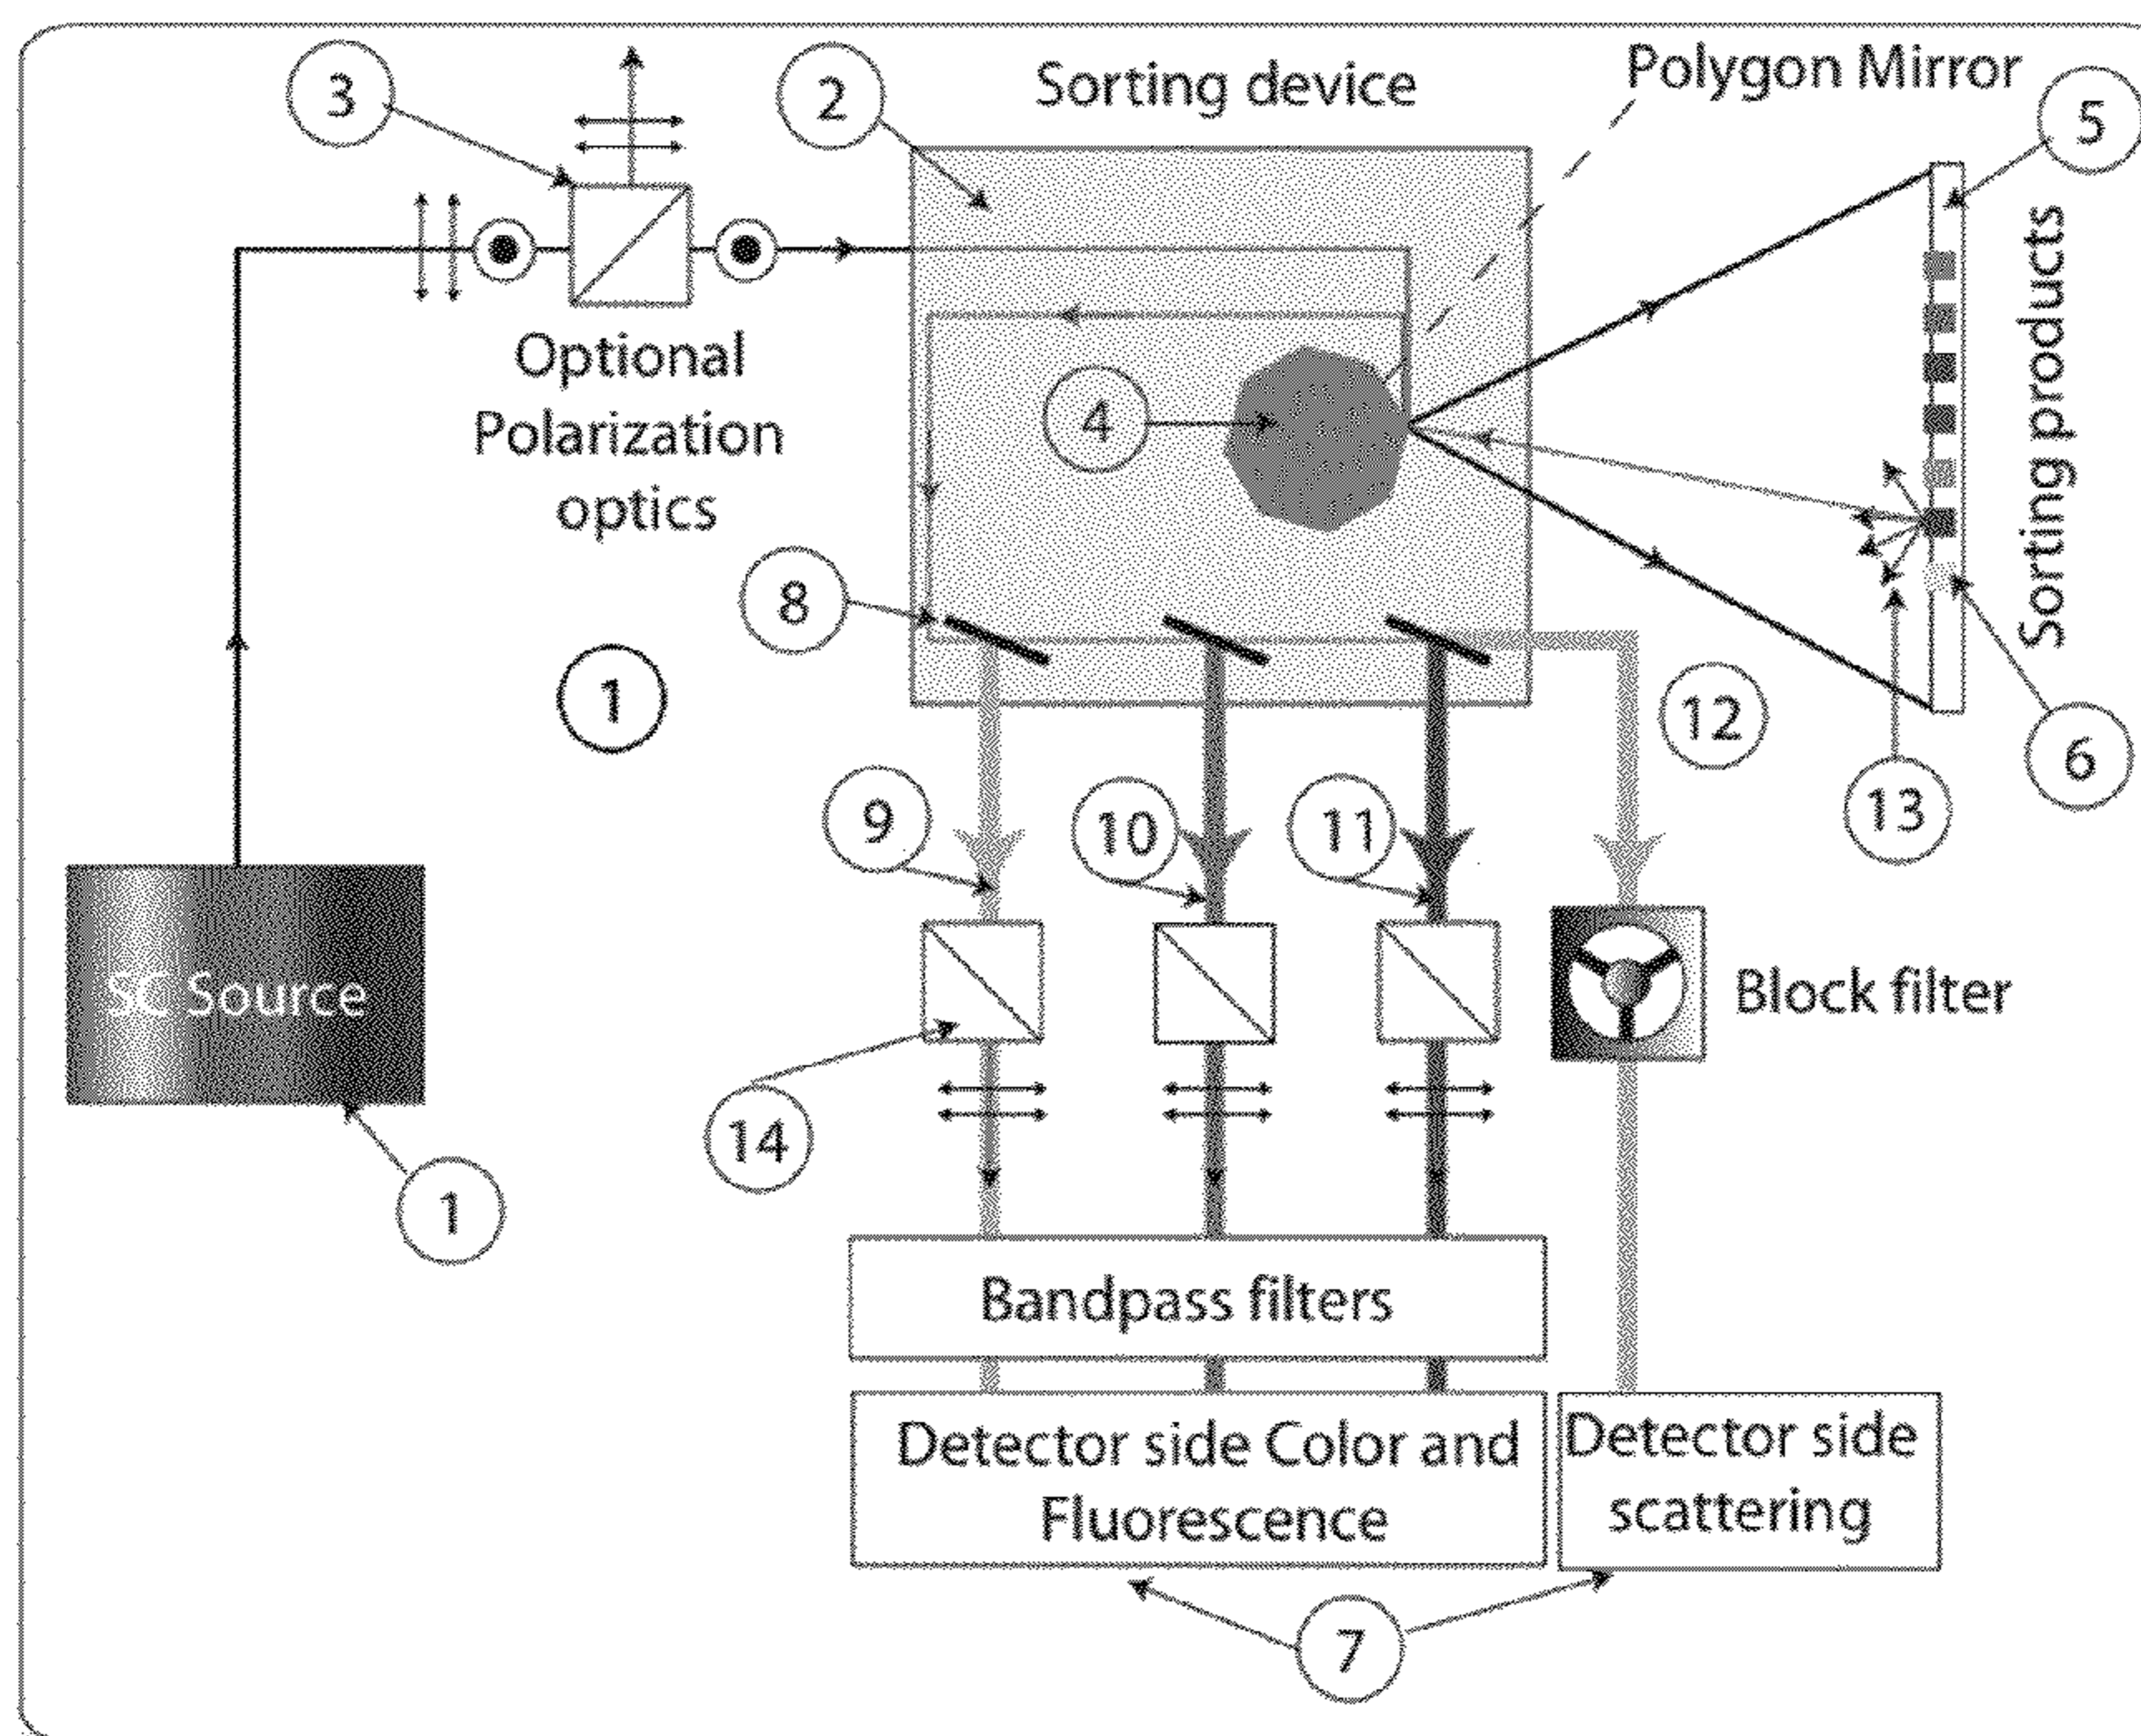 3
2
Sorting device
Polygon Mirror
5
Optional
Polarization
optics
4
Sorting products
8
1
12
6
13
9
10
11
SC Source
Block filter
14
1
Bandpass filters
Detector side Color and
Fluorescence
Detector side
scattering
7